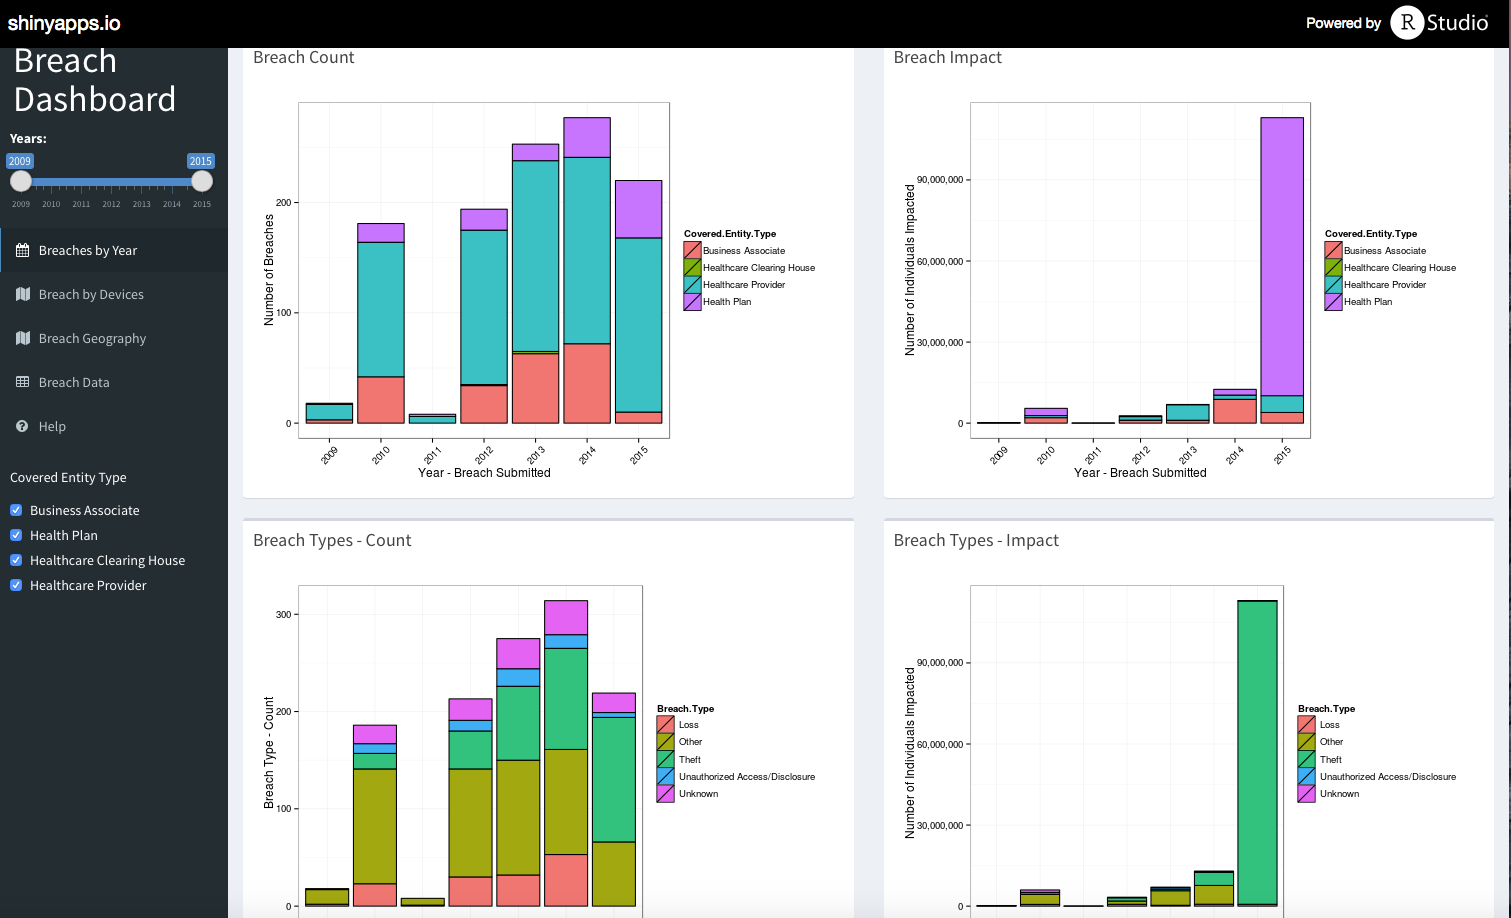 shinyapps.io
Powered by R Studio
Breach
Dashboard
Years:
2009 2015
2009 2010 2011 2012 2013 2014 2015
Breaches by Year
Breach by Devices
Breach Geography
Breach Data
Help
Covered Entity Type
Business Associate
Health Plan
Healthcare Clearing House
Healthcare Provider
Breach Count
Number of Breaches
200
100
0
2009 2010 2011 2012 2013 2014 2015
Year - Breach Submitted
Covered.Entity.Type
Business Associate
Healthcare Clearing House
Healthcare Provider
Health Plan
Breach Impact
Number of Individuals Impacted
90,000,000
60,000,000
30,000,000
0
2009 2010 2011 2012 2013 2014 2015
Year - Breach Submitted
Covered.Entity.Type
Business Associate
Healthcare Clearing House
Healthcare Provider
Health Plan
Breach Types - Count
Breach Type - Count
300
200
100
0
Breach.Type
Loss
Other
Theft
Unauthorized Access/Disclosure
Unknown
Breach Types - Impact
Number of Individuals Impacted
90,000,000
60,000,000
30,000,000
0
Breach.Type
Loss
Other
Theft
Unauthorized Access/Disclosure
Unknown